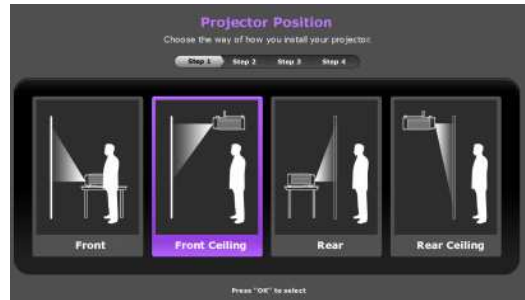 Projector Position
Choose the way of how you install your projector.
Step 1 Step 2 Step 3 Step 4
Front Front Ceiling Rear Rear Ceiling
Press "OK" to select